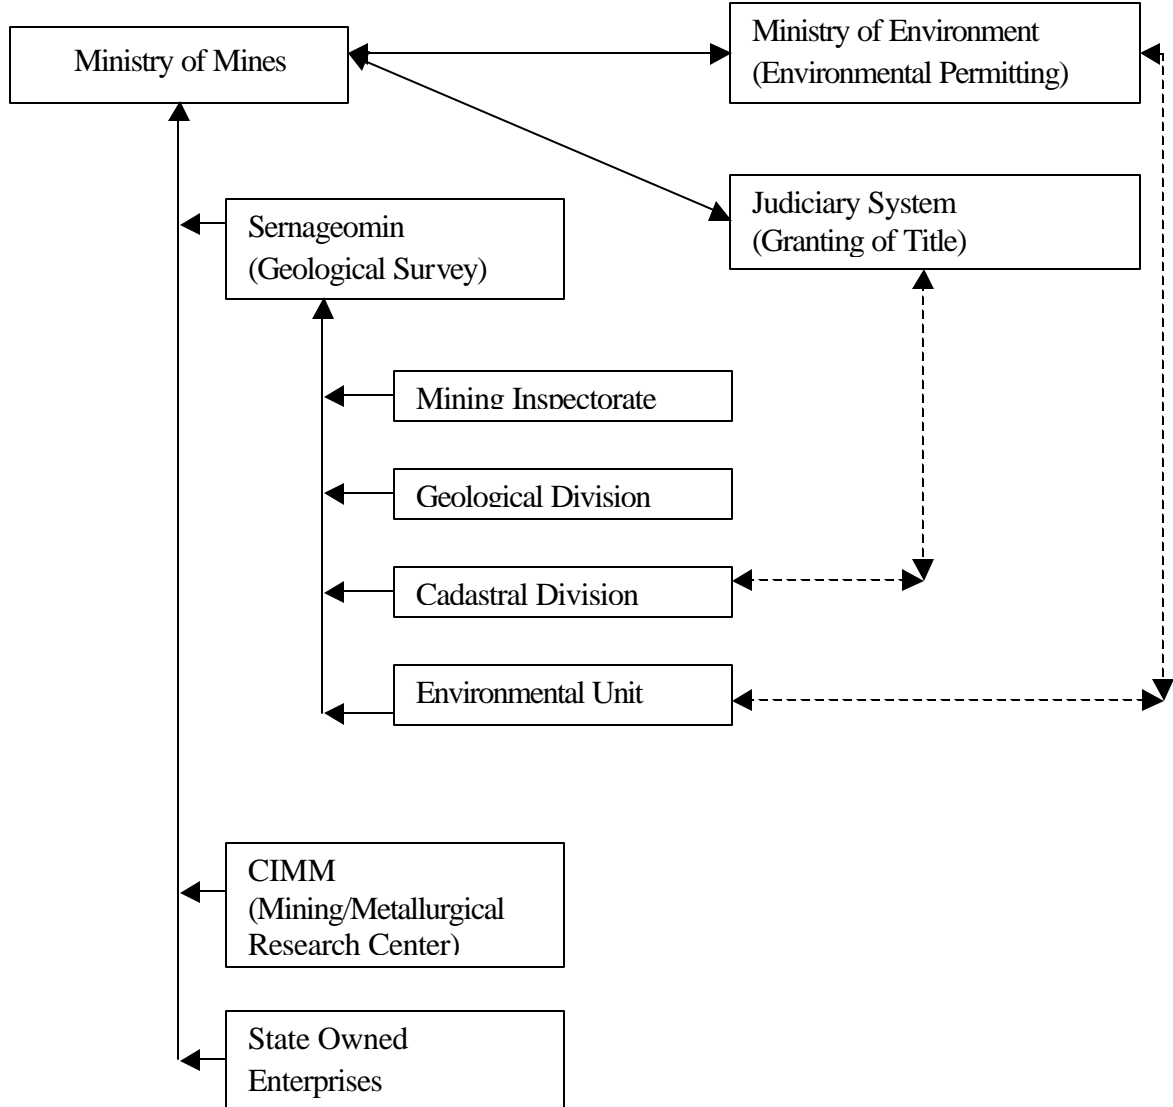 Ministry of Mines
Ministry of Environment
(Environmental Permitting)
Judiciary System
(Granting of Title)
Sernageomin
(Geological Survey)
Mining Inspectorate
Geological Division
Cadastral Division
Environmental Unit
CIMM
(Mining/Metallurgical
Research Center)
State Owned
Enterprises